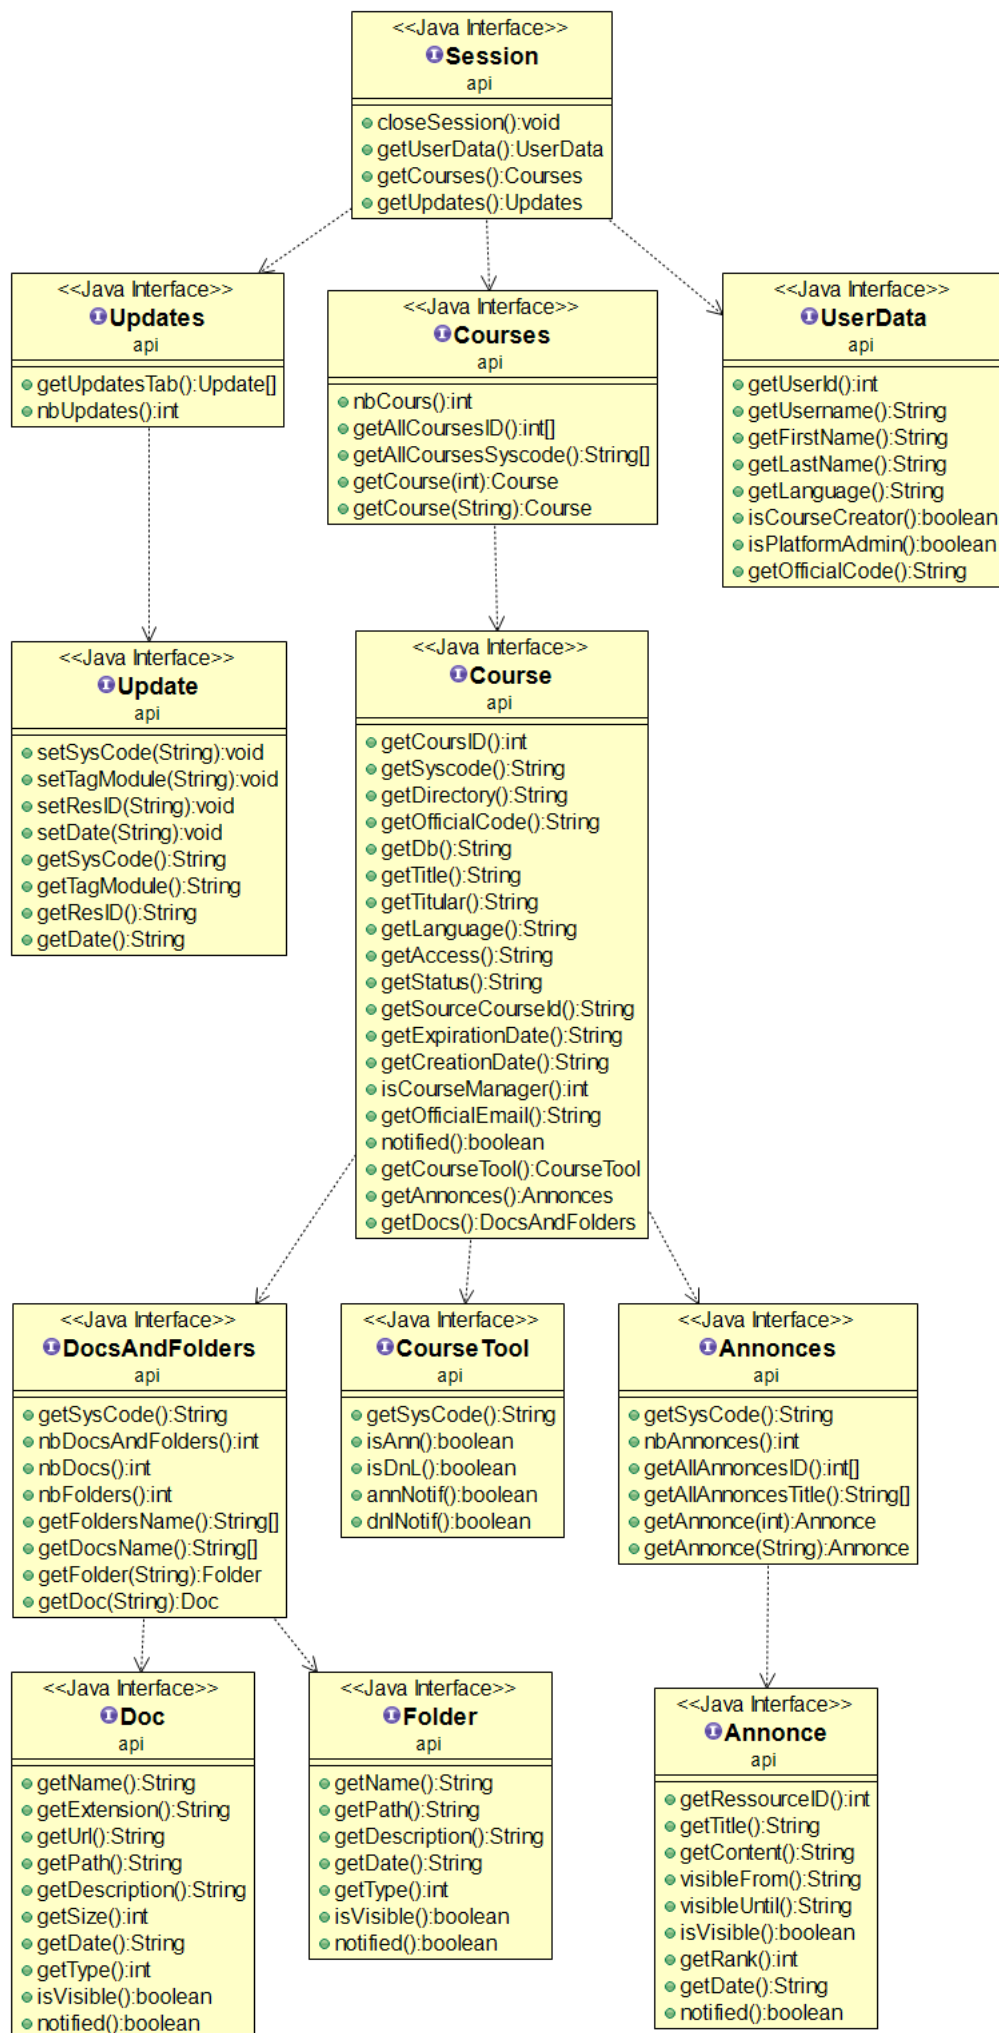 <<Java Interface>>
Session
api
closeSession():void
getUserData():UserData
getCourses():Courses
getUpdates():Updates
<<Java Interface>>
Updates
api
getUpdatesTab():Update[]
nbUpdates():int
<<Java Interface>>
Courses
api
nbCours():int
getAllCoursesID():int[]
getAllCoursesSyscode():String[]
getCourse(int):Course
getCourse(String):Course
<<Java Interface>>
UserData
api
getUserId():int
getUsername():String
getFirstName():String
getLastName():String
getLanguage():String
isCourseCreator():boolean
isPlatformAdmin():boolean
getOfficialCode():String
<<Java Interface>>
Update
api
setSysCode(String):void
setTagModule(String):void
setResID(String):void
setDate(String):void
getSysCode():String
getTagModule():String
getResID():String
getDate():String
<<Java Interface>>
Course
api
getCoursID():int
getSyscode():String
getDirectory():String
getOfficialCode():String
getDb():String
getTitle():String
getTitular():String
getLanguage():String
getAccess():String
getStatus():String
getSourceCourseId():String
getExpirationDate():String
getCreationDate():String
isCourseManager():int
getOfficialEmail():String
notified():boolean
getCourseTool():CourseTool
getAnnonces():Annonces
getDocs():DocsAndFolders
<<Java Interface>>
DocsAndFolders
api
getSysCode():String
nbDocsAndFolders():int
nbDocs():int
nbFolders():int
getFoldersName():String[]
getDocsName():String[]
getFolder(String):Folder
getDoc(String):Doc
<<Java Interface>>
CourseTool
api
getSysCode():String
isAnn():boolean
isDnL():boolean
annNotif():boolean
dnlNotif():boolean
<<Java Interface>>
Annonces
api
getSysCode():String
nbAnnonces():int
getAllAnnoncesID():int[]
getAllAnnoncesTitle():String[]
getAnnonce(int):Annonce
getAnnonce(String):Annonce
<<Java Interface>>
Doc
api
getName():String
getExtension():String
getUrl():String
getPath():String
getDescription():String
getSize():int
getDate():String
getType():int
isVisible():boolean
notified():boolean
<<Java Interface>>
Folder
api
getName():String
getPath():String
getDescription():String
getDate():String
getType():int
isVisible():boolean
notified():boolean
<<Java Interface>>
Annonce
api
getRessourceID():int
getTitle():String
getContent():String
visibleFrom():String
visibleUntil():String
isVisible():boolean
getRank():int
getDate():String
notified():boolean